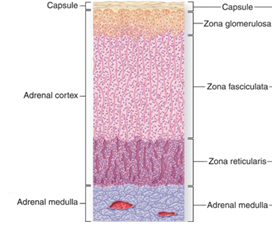 Capsule
Capsule
Zona glomerulosa
Zona fasciculata
Adrenal cortex
Zona reticularis
Adrenal medulla
Adrenal medulla